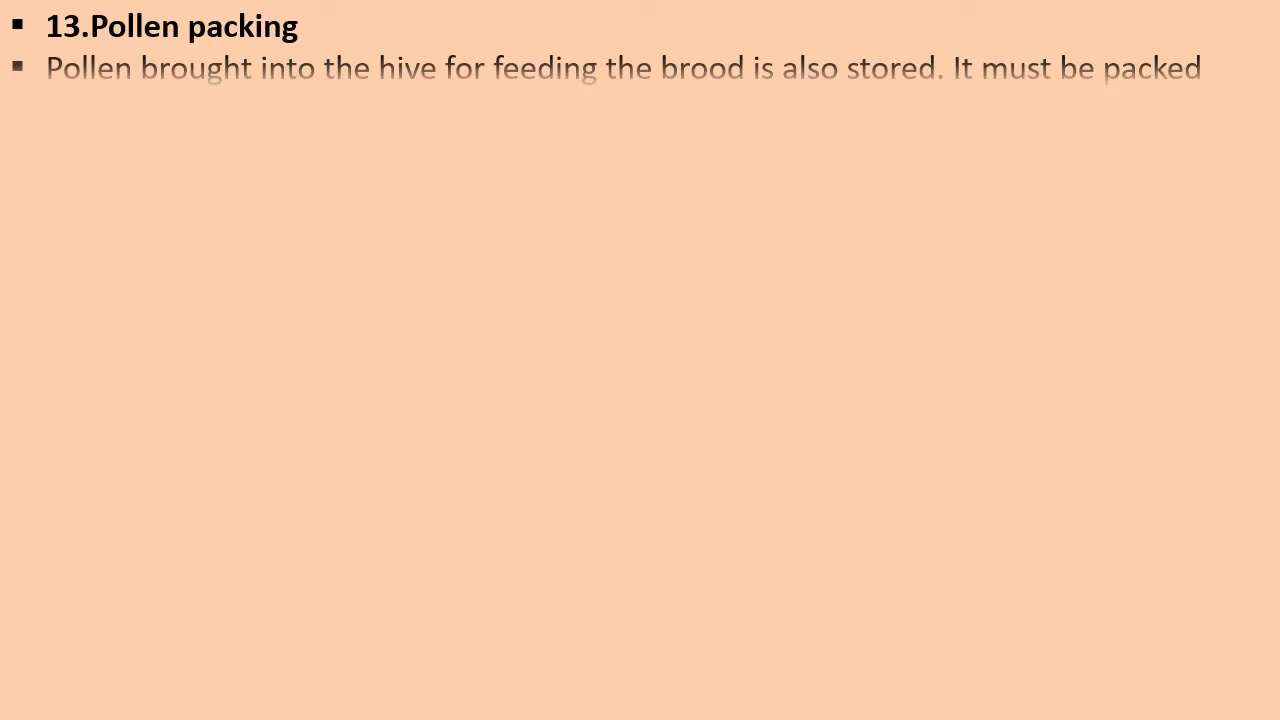 ▪ 13.Pollen packing
▪ Pollen brought into the hive for feeding the brood is also stored. It must be packed